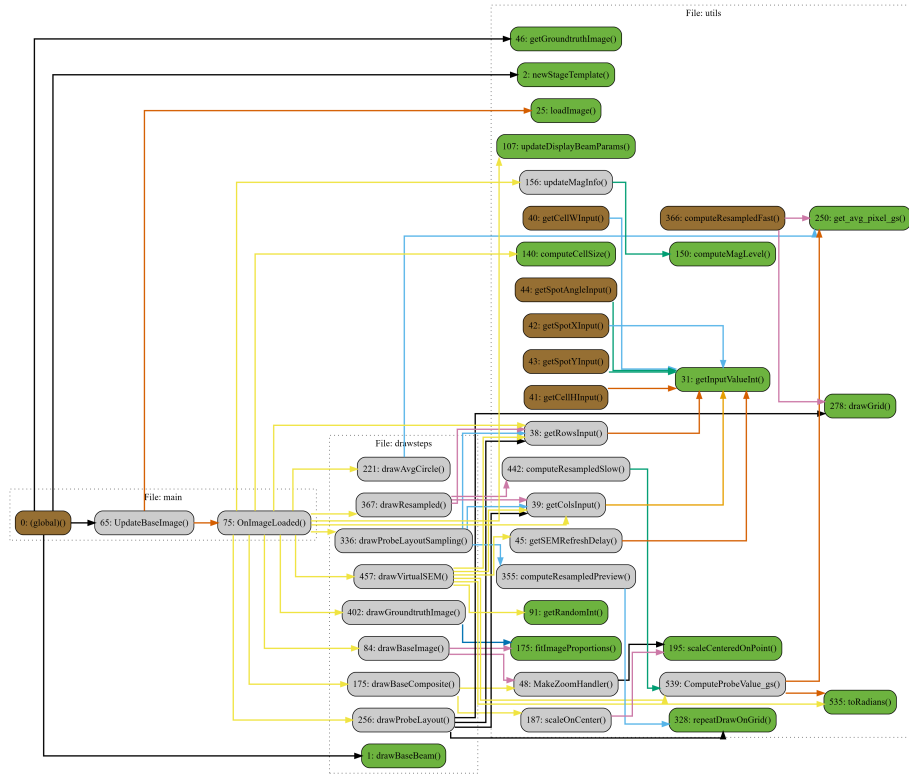 File: utils
46: getGroundtruthImage()
2: newStageTemplate()
25: loadImage()
107: updateDisplayBeamParams()
156: updateMagInfo()
40: getCellWInput()
366: computeResampledFast()
250: get_avg_pixel_gs()
140: computeCellSize()
150: computeMagLevel()
44: getSpotAngleInput()
42: getSpotXInput()
43: getSpotYInput()
31: getInputValueInt()
41: getCellHInput()
278: drawGrid()
38: getRowsInput()
File: drawsteps
221: drawAvgCircle()
442: computeResampledSlow()
File: main
367: drawResampled()
39: getColsInput()
0: (global)()
65: UpdateBaseImage()
75: OnImageLoaded()
336: drawProbeLayoutSampling()
45: getSEMRefreshDelay()
457: drawVirtualSEM()
355: computeResampledPreview()
402: drawGroundtruthImage()
91: getRandomInt()
84: drawBaseImage()
175: fitImageProportions()
195: scaleCenteredOnPoint()
175: drawBaseComposite()
48: MakeZoomHandler()
539: ComputeProbeValue_gs()
535: toRadians()
256: drawProbeLayout()
187: scaleOnCenter()
328: repeatDrawOnGrid()
1: drawBaseBeam()